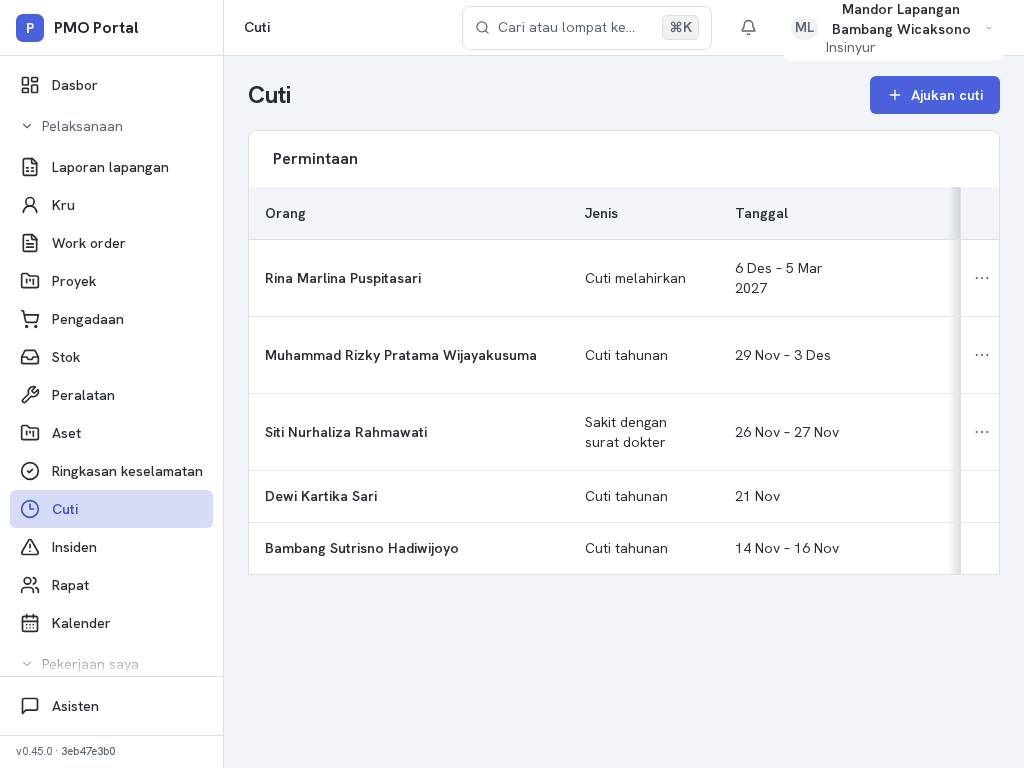 P PMO Portal
Cuti
Cari atau lompat ke...
⌘K
ML
Mandor Lapangan
Bambang Wicaksono
Insinyur
Dasbor
Pelaksanaan
Laporan lapangan
Kru
Work order
Proyek
Pengadaan
Stok
Peralatan
Aset
Ringkasan keselamatan
Cuti
Insiden
Rapat
Kalender
Pekerjaan saya
Asisten
v0.45.0 · 3eb47e3b0
Cuti
Ajukan cuti
Permintaan
Orang Jenis Tanggal
Rina Marlina Puspitasari Cuti melahirkan 6 Des – 5 Mar
2027
Muhammad Rizky Pratama Wijayakusuma Cuti tahunan 29 Nov – 3 Des
Siti Nurhaliza Rahmawati Sakit dengan
surat dokter 26 Nov – 27 Nov
Dewi Kartika Sari Cuti tahunan 21 Nov
Bambang Sutrisno Hadiwijoyo Cuti tahunan 14 Nov – 16 Nov